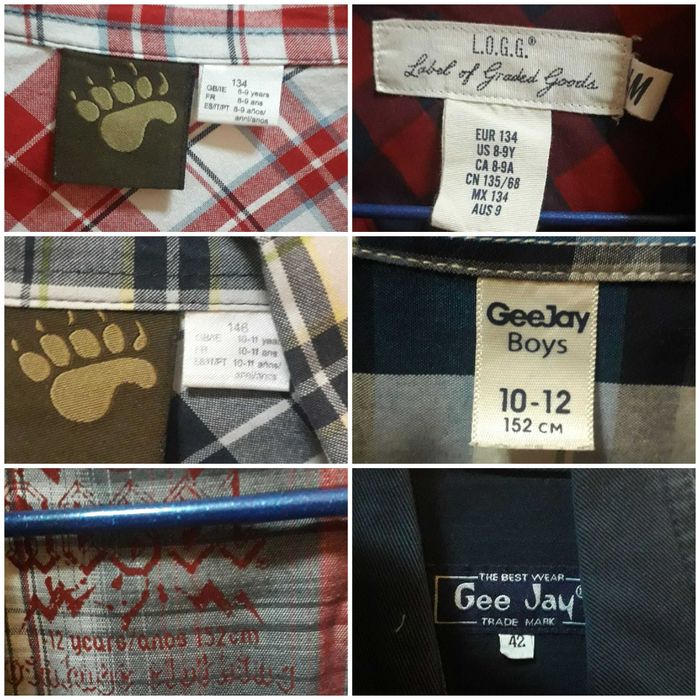 134
GB/IE 8-9 years
FR 8-9 ans
ES/IT/PT 8-9 años/
anni/anos
L.O.G.G.®
Label of Graded Goods
M
EUR 134
US 8-9Y
CA 8-9A
CN 135/68
MX 134
AUS 9
146
GB/IE 10-11 years
FR 10-11 ans
ES/IT/PT 10-11 años/
anni/anos
GeeJay
Boys
10-12
152 CM
12 years/años 152cm
THE BEST WEAR
Gee Jay®
TRADE MARK
42